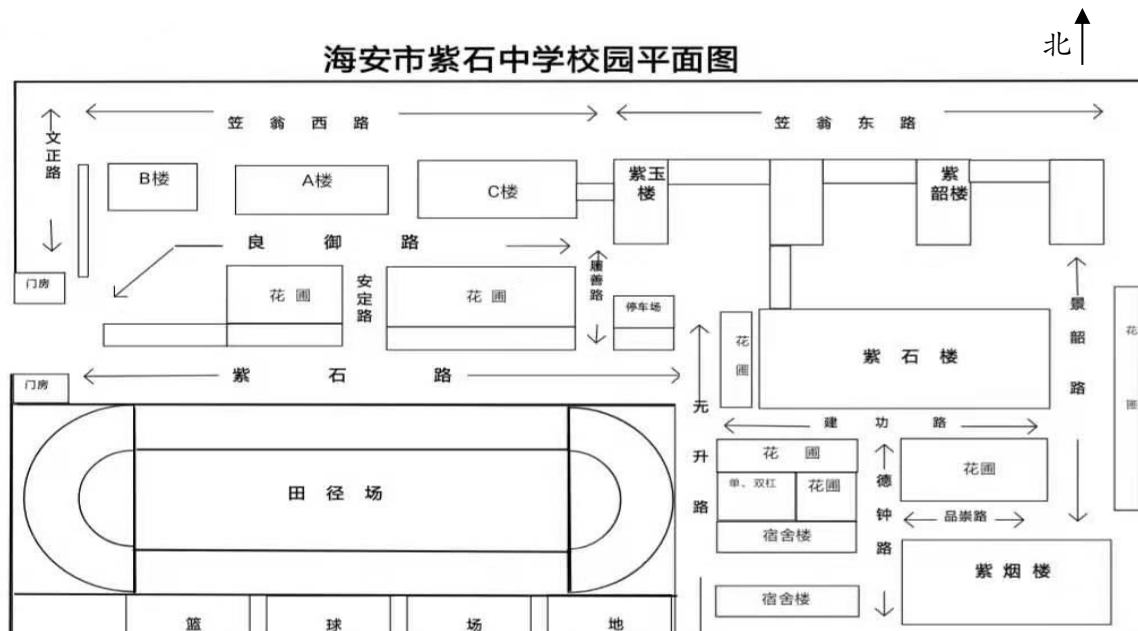 海安市紫石中学校园平面图
北
笠翁西路
笠翁东路
文正路
B楼
A楼
C楼
紫玉楼
紫韶楼
良御路
门房
花圃
安定路
花圃
履善路
停车场
花圃
紫石楼
景韶路
花圃
门房
紫石路
元升路
建功路
花圃
单、双杠
花圃
德钟路
花圃
田径场
品崇路
宿舍楼
紫烟楼
宿舍楼
篮球场地